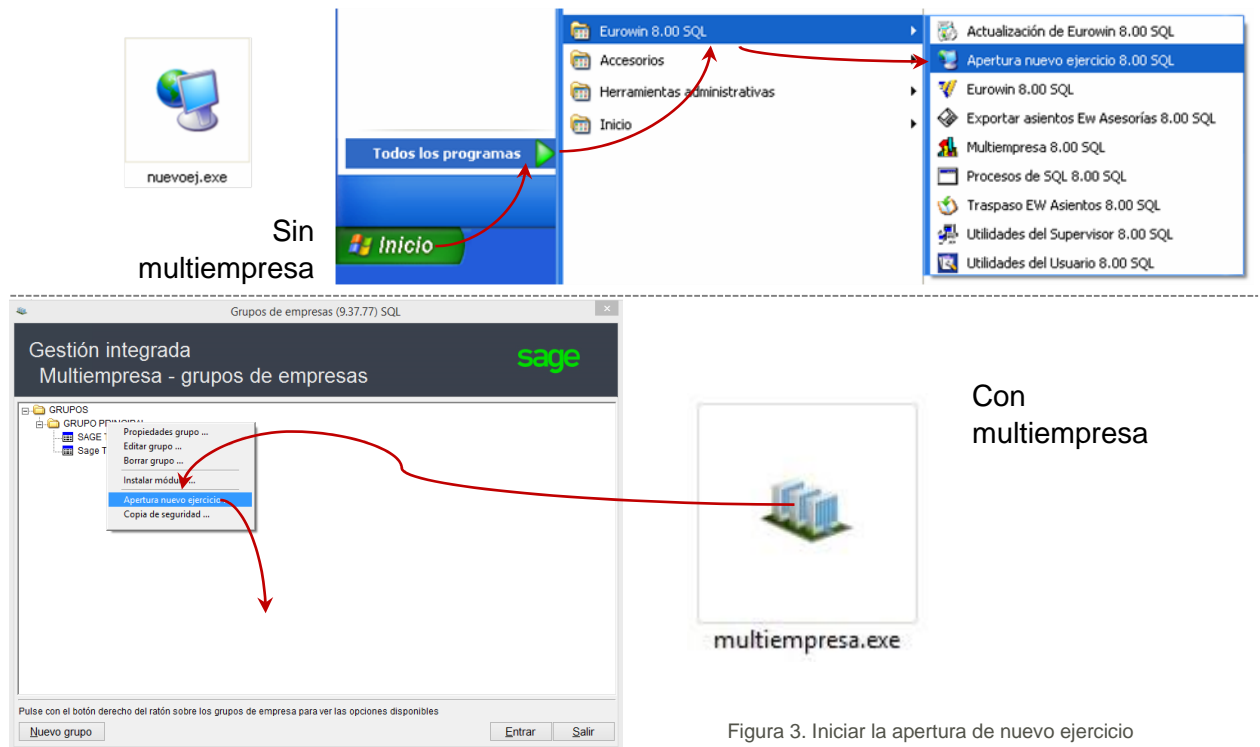 nuevoej.exe
Sin
multiempresa
Todos los programas
Inicio
Eurowin 8.00 SQL
Accesorios
Herramientas administrativas
Inicio
Actualización de Eurowin 8.00 SQL
Apertura nuevo ejercicio 8.00 SQL
Eurowin 8.00 SQL
Exportar asientos Ew Asesorías 8.00 SQL
Multiempresa 8.00 SQL
Procesos de SQL 8.00 SQL
Traspaso EW Asientos 8.00 SQL
Utilidades del Supervisor 8.00 SQL
Utilidades del Usuario 8.00 SQL
Grupos de empresas (9.37.77) SQL
Gestión integrada
Multiempresa - grupos de empresas
sage
GRUPOS
GRUPO PRINCIPAL
SAGE T
Sage T
Propiedades grupo ...
Editar grupo ...
Borrar grupo ...
Instalar módulo ...
Apertura nuevo ejercicio
Copia de seguridad ...
Pulse con el botón derecho del ratón sobre los grupos de empresa para ver las opciones disponibles
Nuevo grupo
Entrar
Salir
Con
multiempresa
multiempresa.exe
Figura 3. Iniciar la apertura de nuevo ejercicio